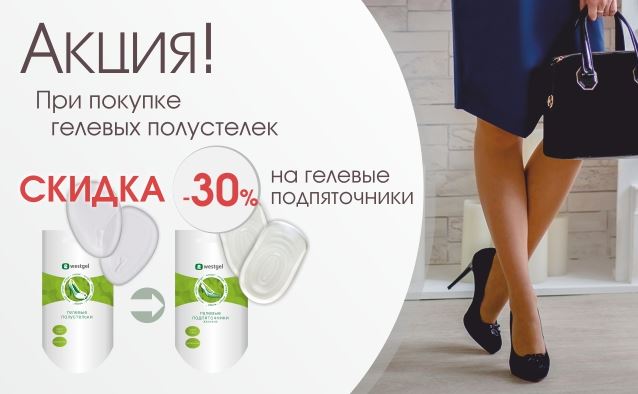 Акция!
При покупке
гелевых полустелек
СКИДКА -30% на гелевые
подпяточники
westgel
гелевые
полустельки
westgel
гелевые
подпяточники